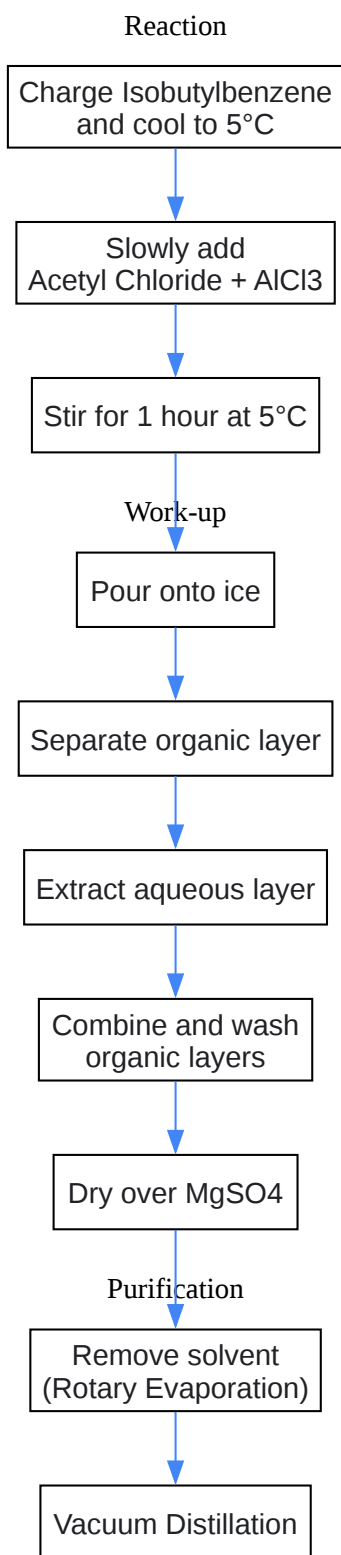 Reaction
Charge Isobutylbenzene
and cool to 5°C
Slowly add
Acetyl Chloride + AlCl3
Stir for 1 hour at 5°C
Work-up
Pour onto ice
Separate organic layer
Extract aqueous layer
Combine and wash
organic layers
Dry over MgSO4
Purification
Remove solvent
(Rotary Evaporation)
Vacuum Distillation